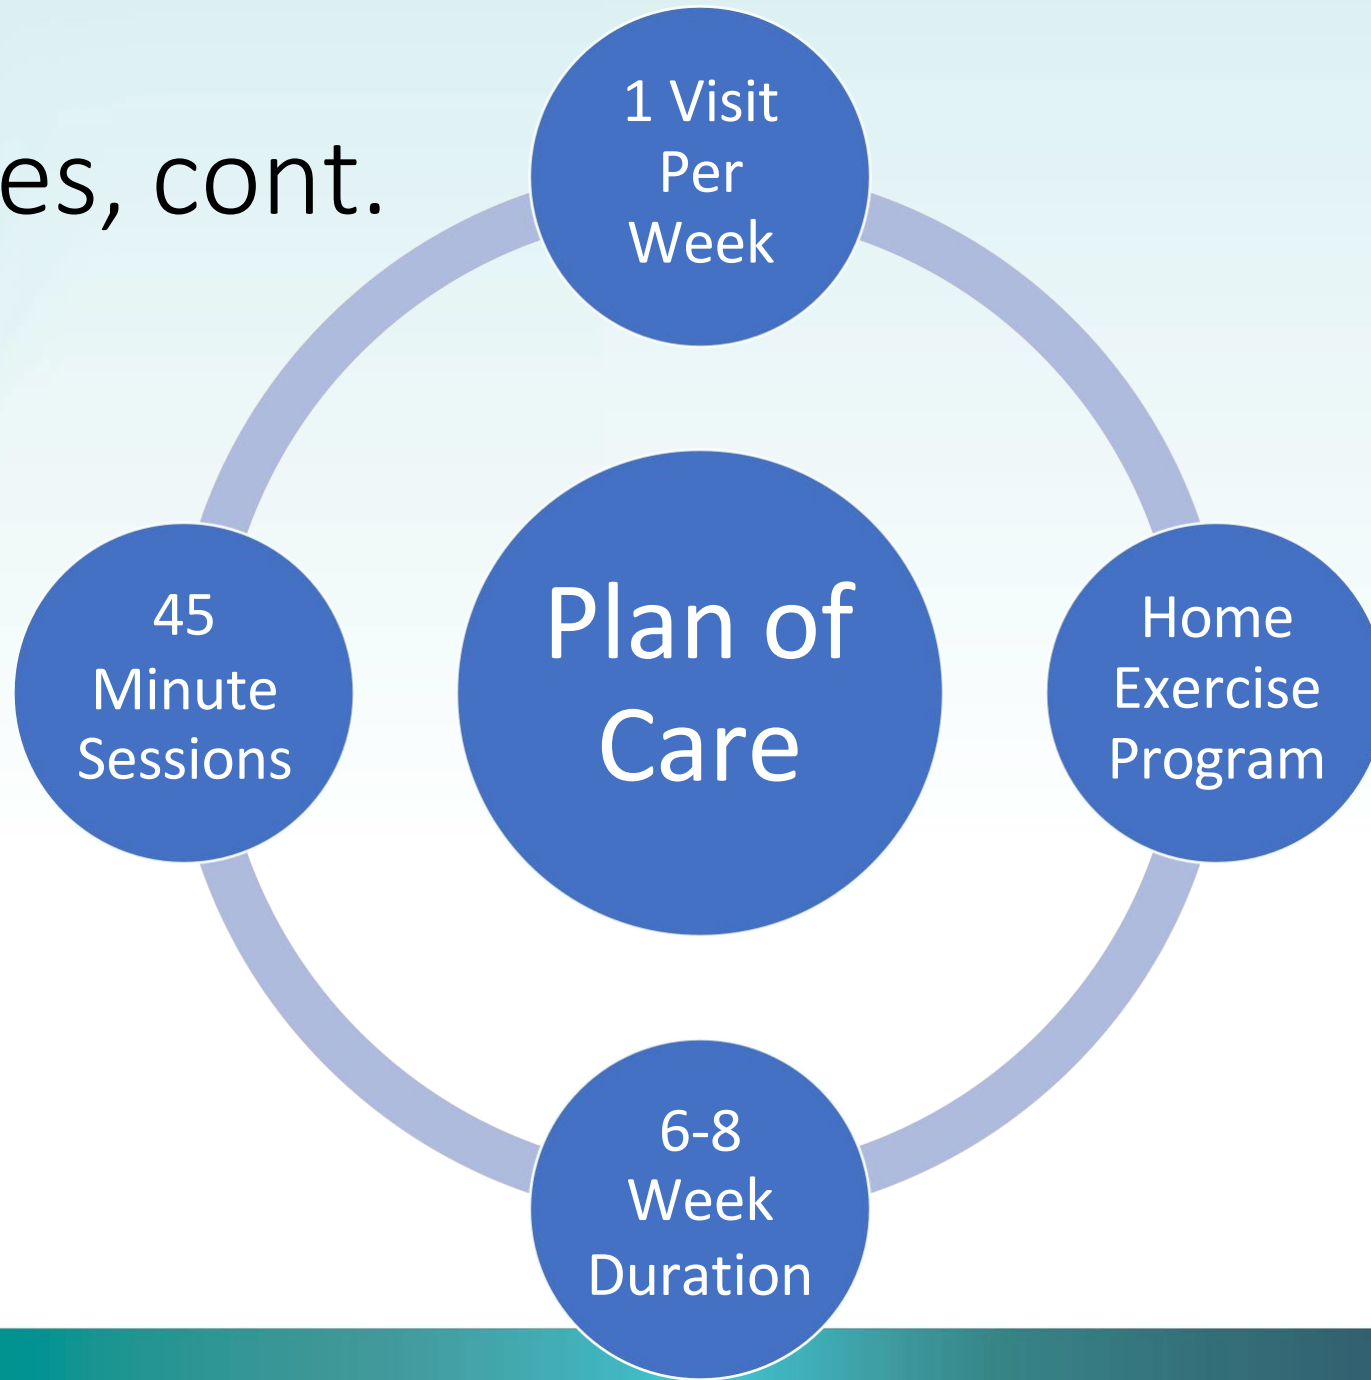 es, cont.
1 Visit
Per
Week
45
Minute
Sessions
Plan of
Care
Home
Exercise
Program
6-8
Week
Duration